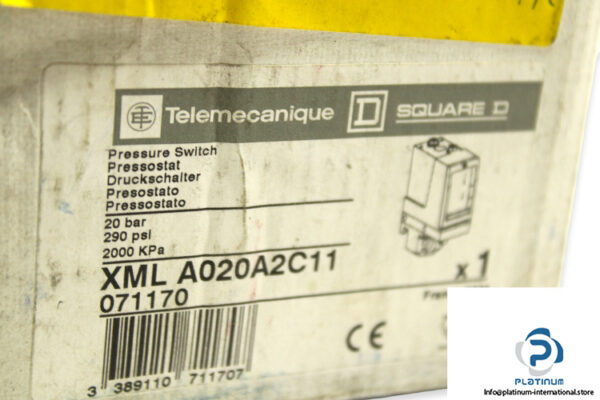 Telemecanique SQUARE D
Pressure Switch
Pressostat
Druckschalter
Presostato
Pressostato
20 bar
290 psi
2000 KPa
XML A020A2C11
x 1
071170
3 389110 711707
CE
PLATINUM
Info@platinum-international.store